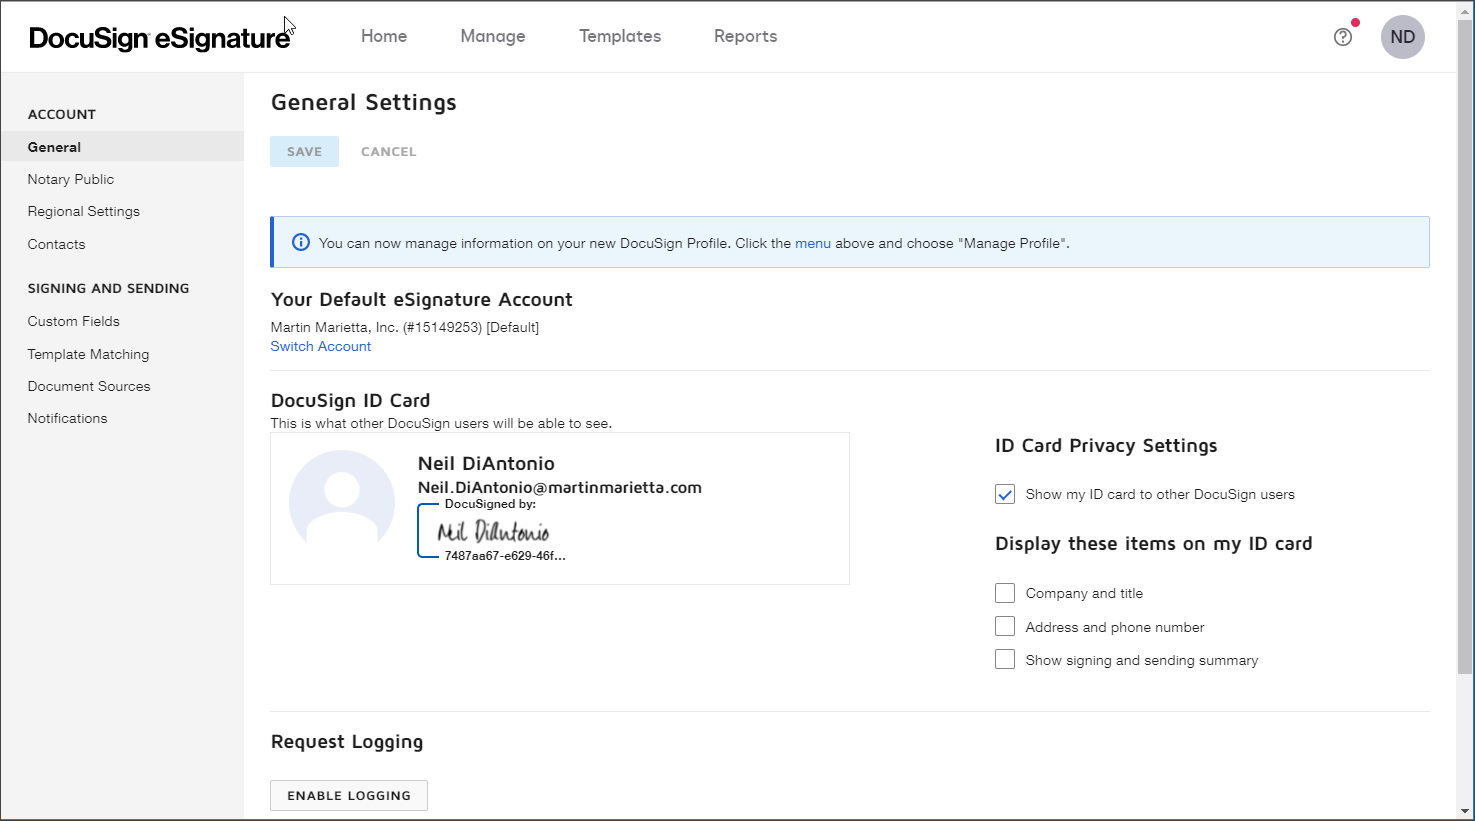 DocuSign eSignature
Home Manage Templates Reports
ND
ACCOUNT
General
Notary Public
Regional Settings
Contacts
SIGNING AND SENDING
Custom Fields
Template Matching
Document Sources
Notifications
General Settings
SAVE CANCEL
You can now manage information on your new DocuSign Profile. Click the menu above and choose "Manage Profile".
Your Default eSignature Account
Martin Marietta, Inc. (#15149253) [Default]
Switch Account
DocuSign ID Card
This is what other DocuSign users will be able to see.
Neil DiAntonio
Neil.DiAntonio@martinmarietta.com
DocuSigned by:
Neil DiAntonio
7487aa67-e629-46f...
ID Card Privacy Settings
Show my ID card to other DocuSign users
Display these items on my ID card
Company and title
Address and phone number
Show signing and sending summary
Request Logging
ENABLE LOGGING